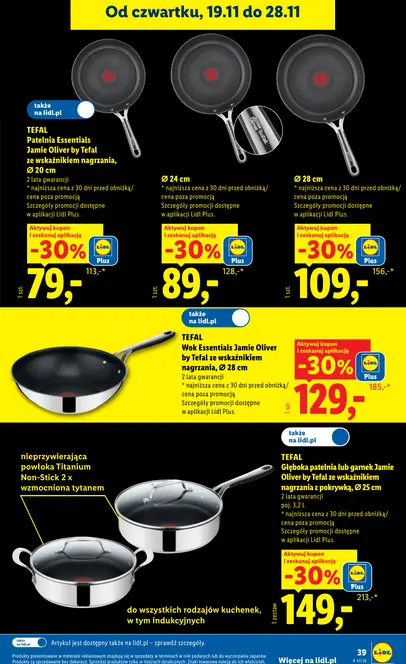 Od czwartku, 19.11 do 28.11
także
na lidl.pl
TEFAL
Patelnia Essentials
Jamie Oliver by Tefal
ze wskaźnikiem nagrzania,
Ø 20 cm
2 lata gwarancji
* najniższa cena z 30 dni przed obniżką/
cena poza promocją
Szczegóły promocji dostępne
w aplikacji Lidl Plus.
Aktywuj kupon
i zeskanuj aplikację
-30%
LIDL
Plus
113,-*
1 szt.
79,-
Ø 24 cm
* najniższa cena z 30 dni przed obniżką/
cena poza promocją
Szczegóły promocji dostępne
w aplikacji Lidl Plus.
Aktywuj kupon
i zeskanuj aplikację
-30%
LIDL
Plus
128,-*
1 szt.
89,-
Ø 28 cm
* najniższa cena z 30 dni przed obniżką/
cena poza promocją
Szczegóły promocji dostępne
w aplikacji Lidl Plus.
Aktywuj kupon
i zeskanuj aplikację
-30%
LIDL
Plus
156,-*
1 szt.
109,-
także
na lidl.pl
TEFAL
Wok Essentials Jamie Oliver
by Tefal ze wskaźnikiem
nagrzania, Ø 28 cm
2 lata gwarancji
* najniższa cena z 30 dni przed obniżką/
cena poza promocją
Szczegóły promocji dostępne
w aplikacji Lidl Plus.
Aktywuj kupon
i zeskanuj aplikację
-30%
LIDL
Plus
185,-*
1 szt.
129,-
także
na lidl.pl
nieprzywierająca
powłoka Titanium
Non-Stick 2 x
wzmocniona tytanem
TEFAL
Głęboka patelnia lub garnek Jamie
Oliver by Tefal ze wskaźnikiem
nagrzania z pokrywką, Ø 25 cm
2 lata gwarancji
poj. 3,2 l
* najniższa cena z 30 dni przed obniżką/
cena poza promocją
Szczegóły promocji dostępne
w aplikacji Lidl Plus.
Aktywuj kupon
i zeskanuj aplikację
-30%
LIDL
Plus
213,-*
1 zestaw
149,-
do wszystkich rodzajów kuchenek,
w tym indukcyjnych
także
na lidl.pl
Artykuł jest dostępny także na lidl.pl – sprawdź szczegóły.
39
Więcej na lidl.pl
LIDL